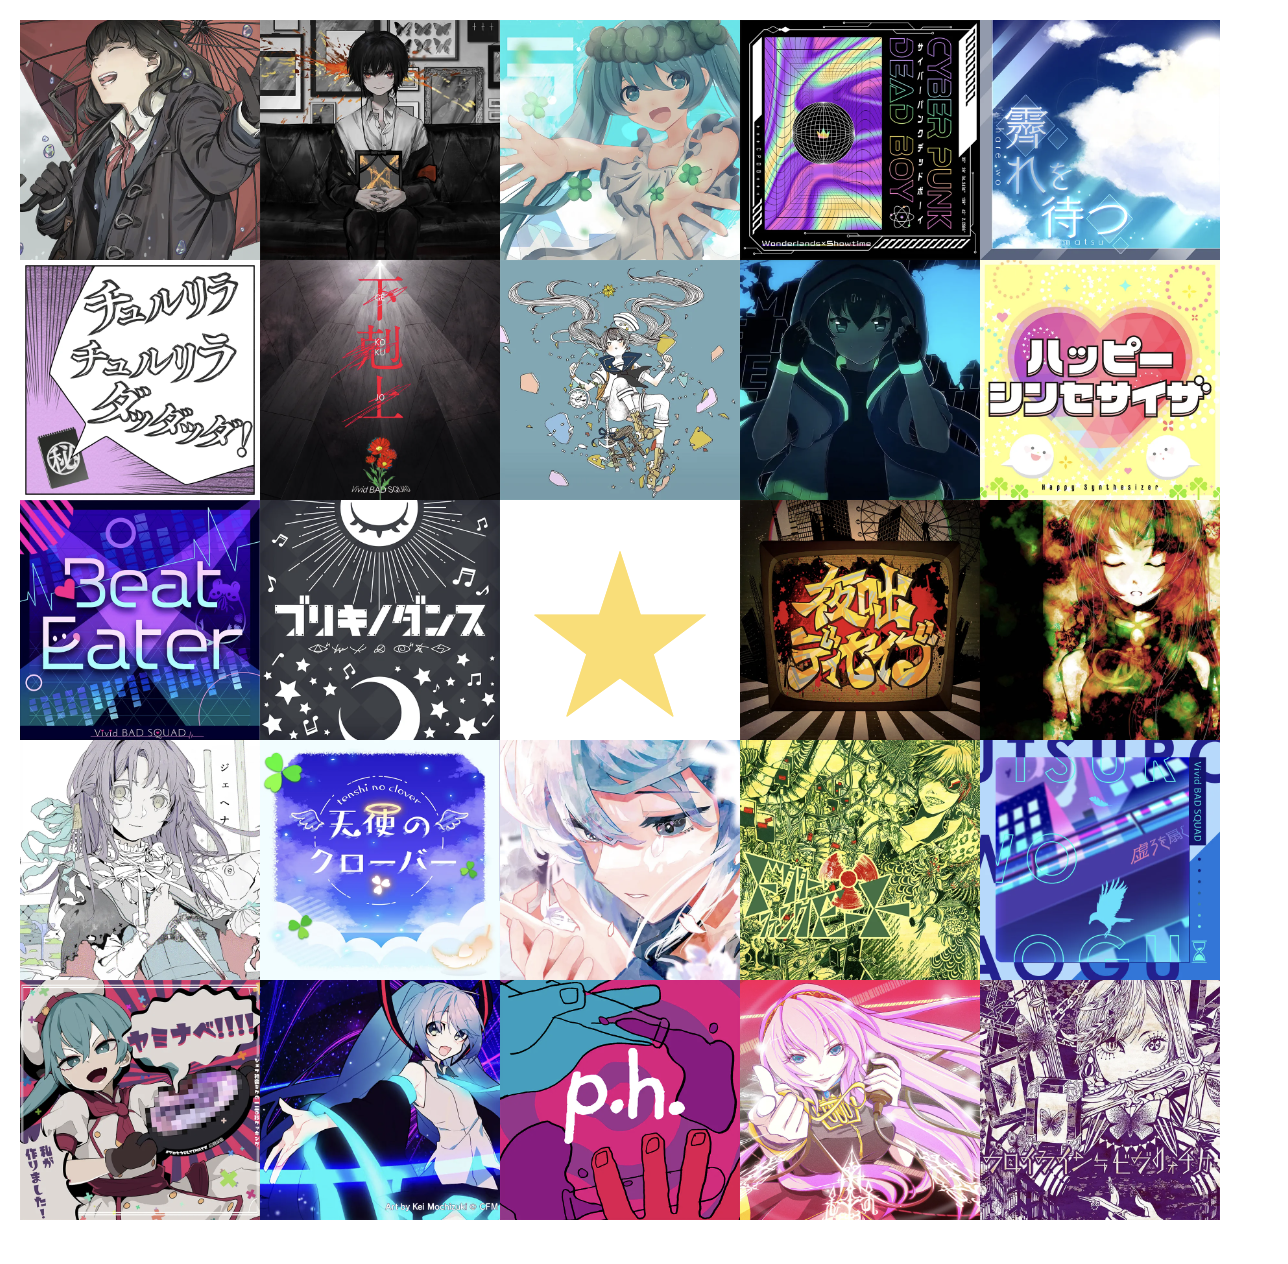 CYBER PUNK
DEAD BOY
サイバーパンクデッドボーイ
Wonderlands×Showtime
霽れを
待つ
hare wo
matsu
チュルリラ
チュルリラ
ダッダッダ!
㊙
下剋上
GE
KO
KU
JO
Vivid BAD SQUAD
ハッピー
シンセサイザ
Happy Synthesizer
Beat
Eater
Vivid BAD SQUAD
ブリキノダンス
夜咄
ディセイブ
ジェヘナ
tenshi no clover
天使の
クローバー
UTSURO
WO
AOGU
Vivid BAD SQUAD
虚ろを扇ぐ
ヤミナベ!!!!
私が
作りました!
Art by Kei Mochizuki © CFM
p.h.